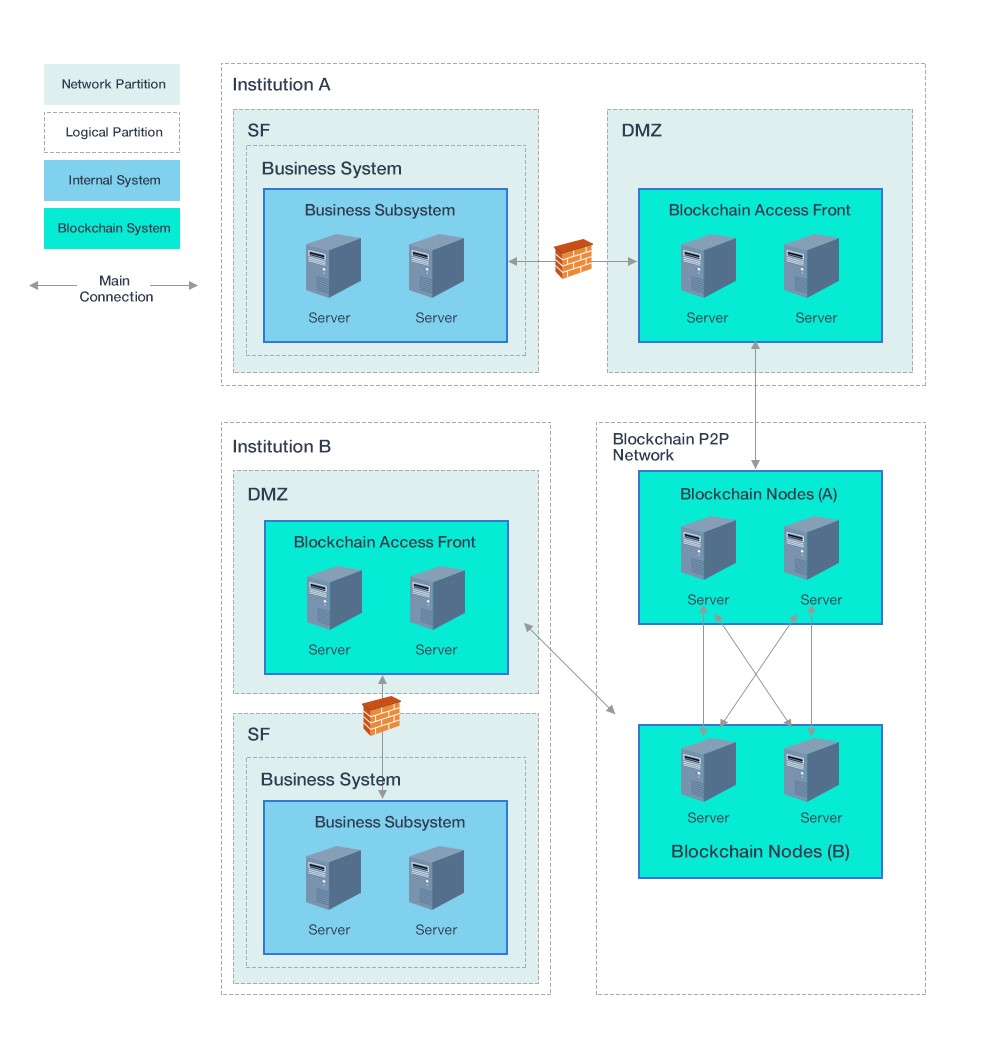 Network Partition
Logical Partition
Internal System
Blockchain System
Main
Connection
Institution A
SF
Business System
Business Subsystem
Server
Server
DMZ
Blockchain Access Front
Server
Server
Institution B
DMZ
Blockchain Access Front
Server
Server
SF
Business System
Business Subsystem
Server
Server
Blockchain P2P
Network
Blockchain Nodes (A)
Server
Server
Server
Server
Blockchain Nodes (B)